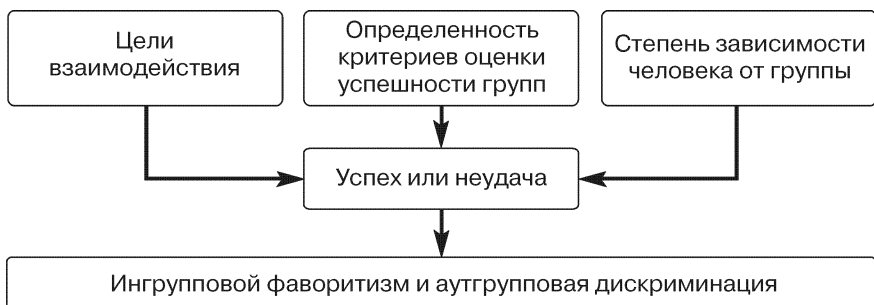 Цели
взаимодействия
Определенность
критериев оценки
успешности групп
Степень зависимости
человека от группы
Успех или неудача
Ингрупповой фаворитизм и аутгрупповая дискриминация